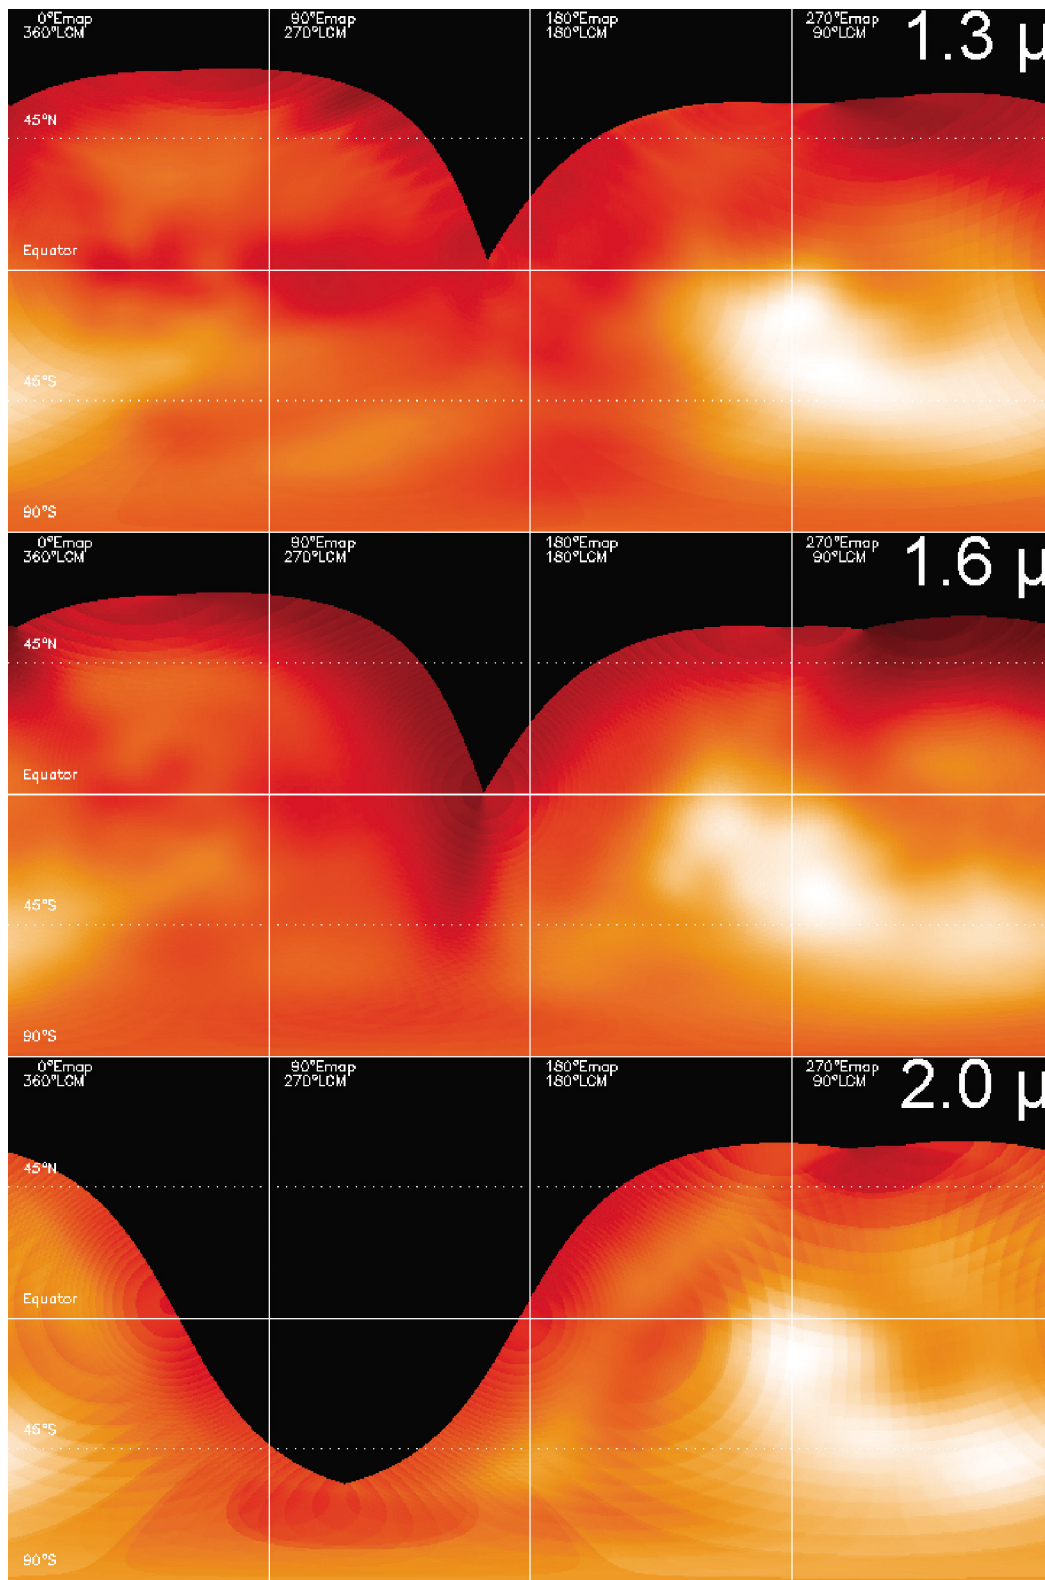 0°Emap 90°Emap 180°Emap 270°Emap 1.3 µ
360°LCM 270°LCM 180°LCM 90°LCM
45°N
Equator
45°S
90°S
0°Emap 90°Emap 180°Emap 270°Emap 1.6 µ
360°LCM 270°LCM 180°LCM 90°LCM
45°N
Equator
45°S
90°S
0°Emap 90°Emap 180°Emap 270°Emap 2.0 µ
360°LCM 270°LCM 180°LCM 90°LCM
45°N
Equator
45°S
90°S